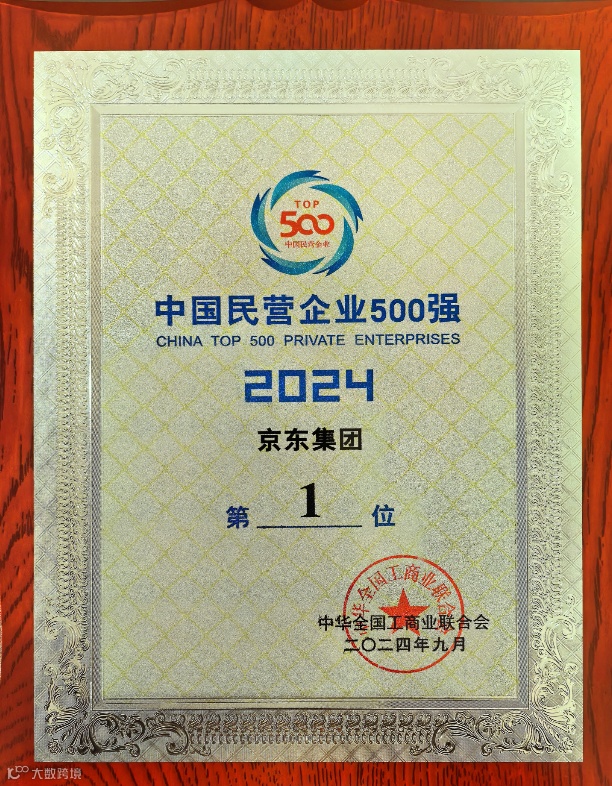 TOP
500
中国民营企业
中国民营企业500强
CHINA TOP 500 PRIVATE ENTERPRISES
2024
京东集团
第 1 位
中华全国工商业联合会
中华全国工商业联合会
二〇二四年九月
大数跨境